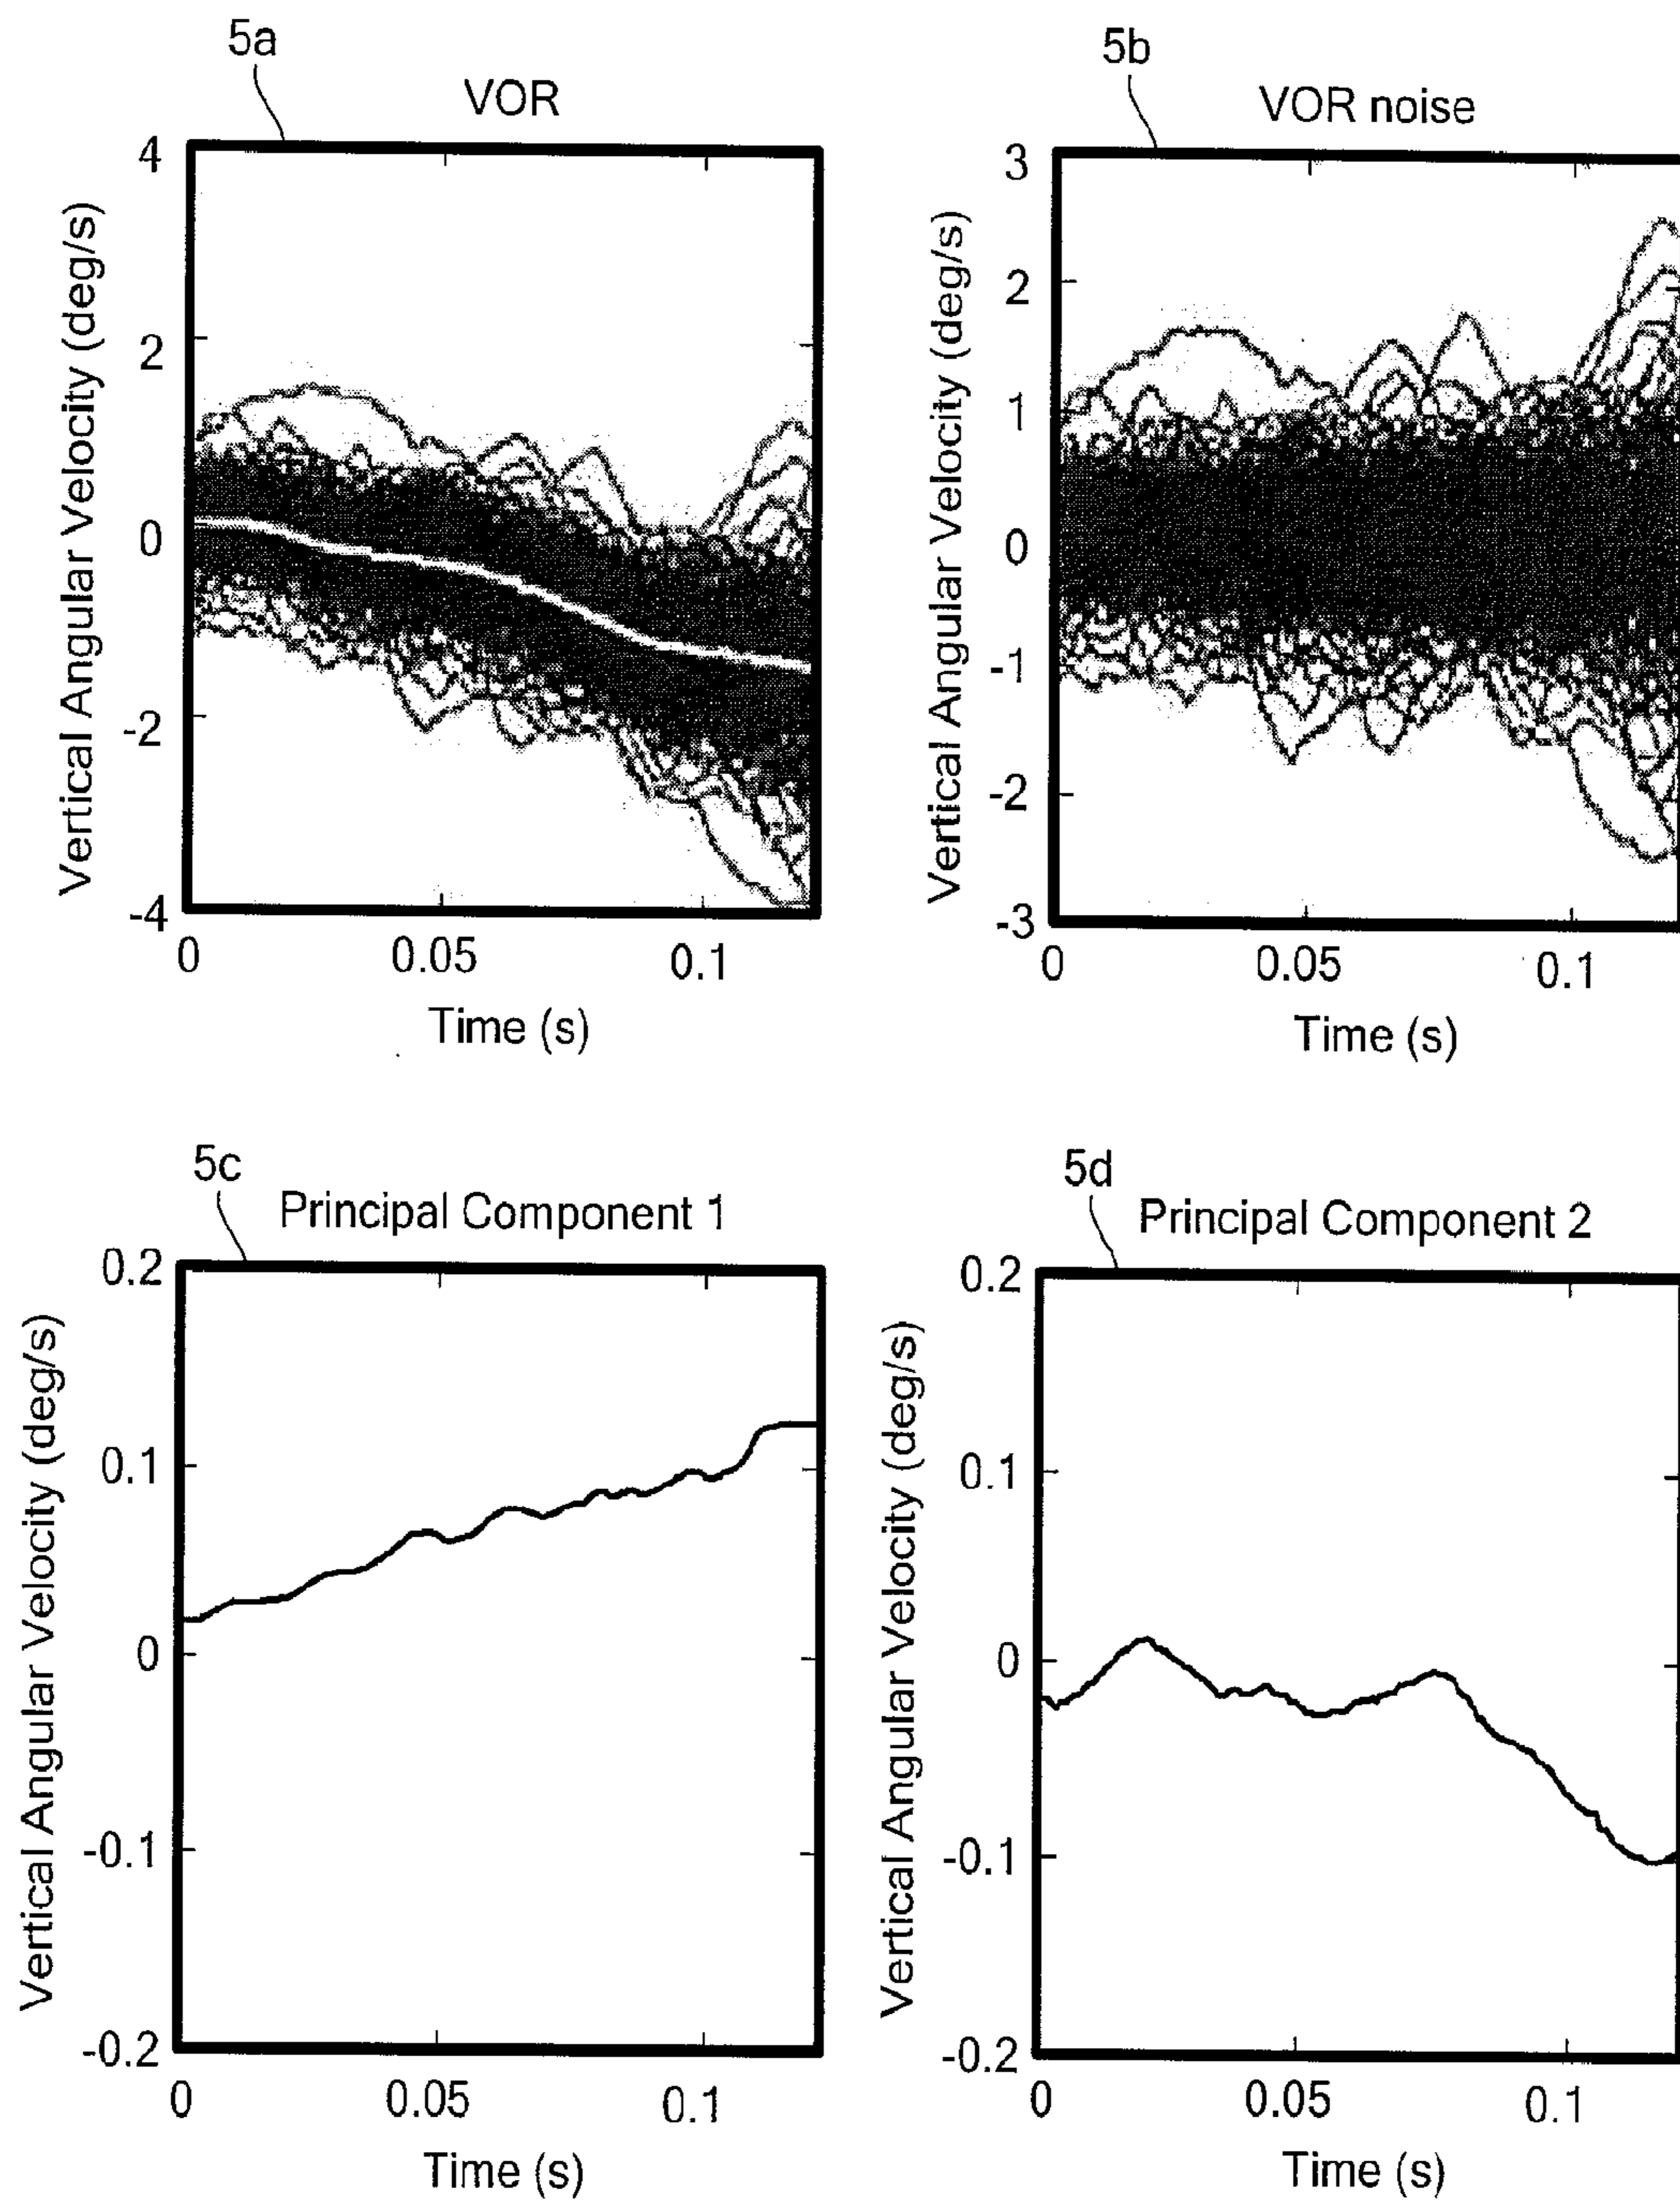 5a
VOR
4
2
0
-2
-4
Vertical Angular Velocity (deg/s)
0
0.05
0.1
Time (s)
5b
VOR noise
3
2
1
0
-1
-2
-3
Vertical Angular Velocity (deg/s)
0
0.05
0.1
Time (s)
5c
Principal Component 1
0.2
0.1
0
-0.1
-0.2
Vertical Angular Velocity (deg/s)
0
0.05
0.1
Time (s)
5d
Principal Component 2
0.2
0.1
0
-0.1
-0.2
Vertical Angular Velocity (deg/s)
0
0.05
0.1
Time (s)